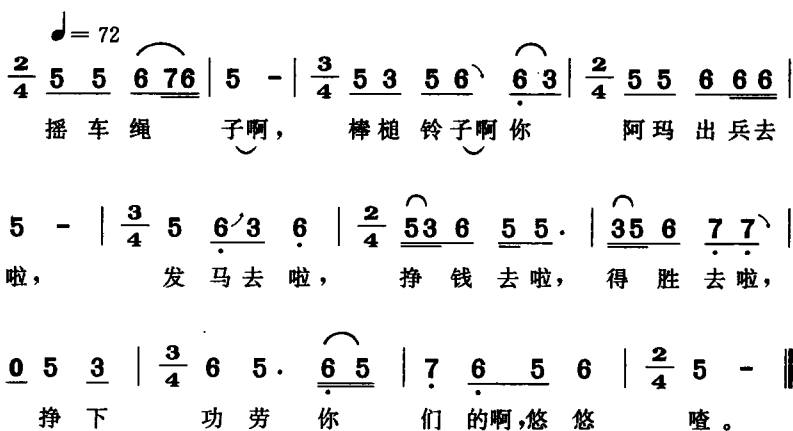 ♩= 72
2/4 5 5 6 76 | 5 - | 3/4 5 3 5 6 6 3 | 2/4 5 5 6 6 6 |
摇车绳 子啊， 棒槌铃子啊你 阿玛出兵去
5 - | 3/4 5 6 3 6 | 2/4 53 6 5 5. | 35 6 7 7 |
啦， 发马去啦， 挣钱去啦， 得胜去啦，
0 5 3 | 3/4 6 5. 6 5 | 7 6 5 6 | 2/4 5 - ‖
挣下 功劳你 们的啊，悠悠 喳。